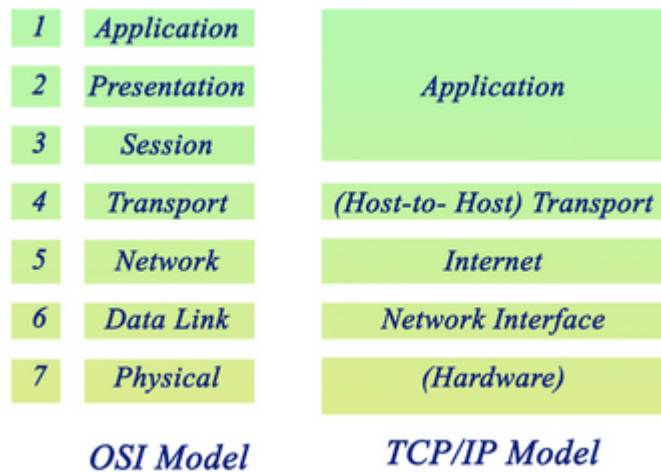 1 Application
2 Presentation Application
3 Session
4 Transport (Host-to- Host) Transport
5 Network Internet
6 Data Link Network Interface
7 Physical (Hardware)
OSI Model TCP/IP Model